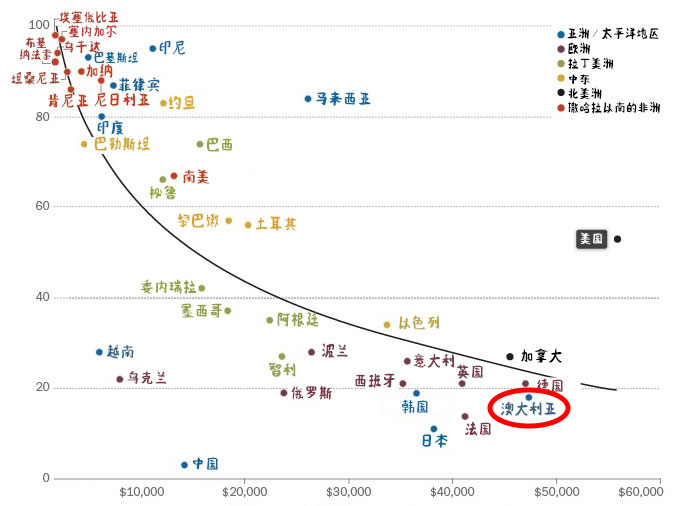 100
80
60
40
20
0
埃塞俄比亚
塞内加尔
布基
纳法索
乌干达
巴基斯坦
印尼
坦桑尼亚
加纳
肯尼亚
尼日利亚
菲律宾
约旦
马来西亚
印度
巴勒斯坦
巴西
秘鲁
南美
黎巴嫩
土耳其
美国
委内瑞拉
墨西哥
阿根廷
以色列
越南
乌克兰
智利
波兰
俄罗斯
意大利
英国
西班牙
加拿大
德国
韩国
澳大利亚
日本
法国
中国
亚洲/太平洋地区
欧洲
拉丁美洲
中东
北美洲
撒哈拉以南的非洲
$10,000
$20,000
$30,000
$40,000
$50,000
$60,000